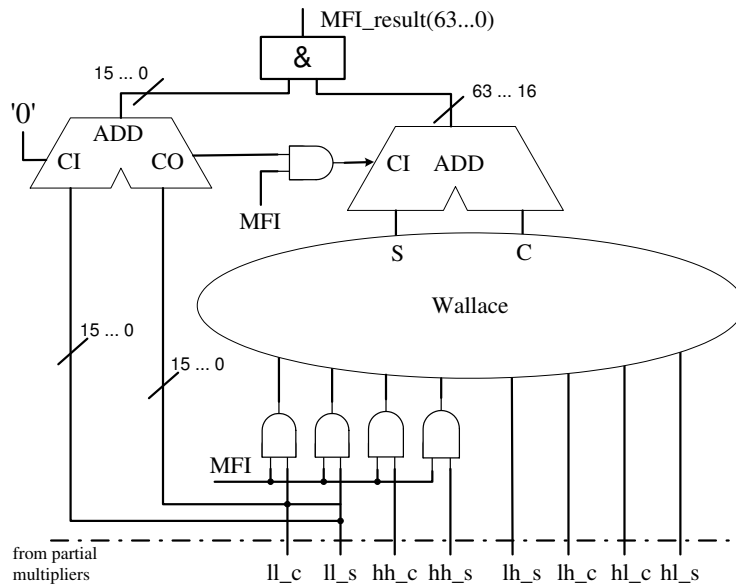 MFI_result(63...0)
&
15 ... 0
63 ... 16
'0'
ADD
CI
CO
CI
ADD
MFI
S
C
Wallace
15 ... 0
15 ... 0
MFI
from partial
multipliers
ll_c
ll_s
hh_c
hh_s
lh_s
lh_c
hl_c
hl_s